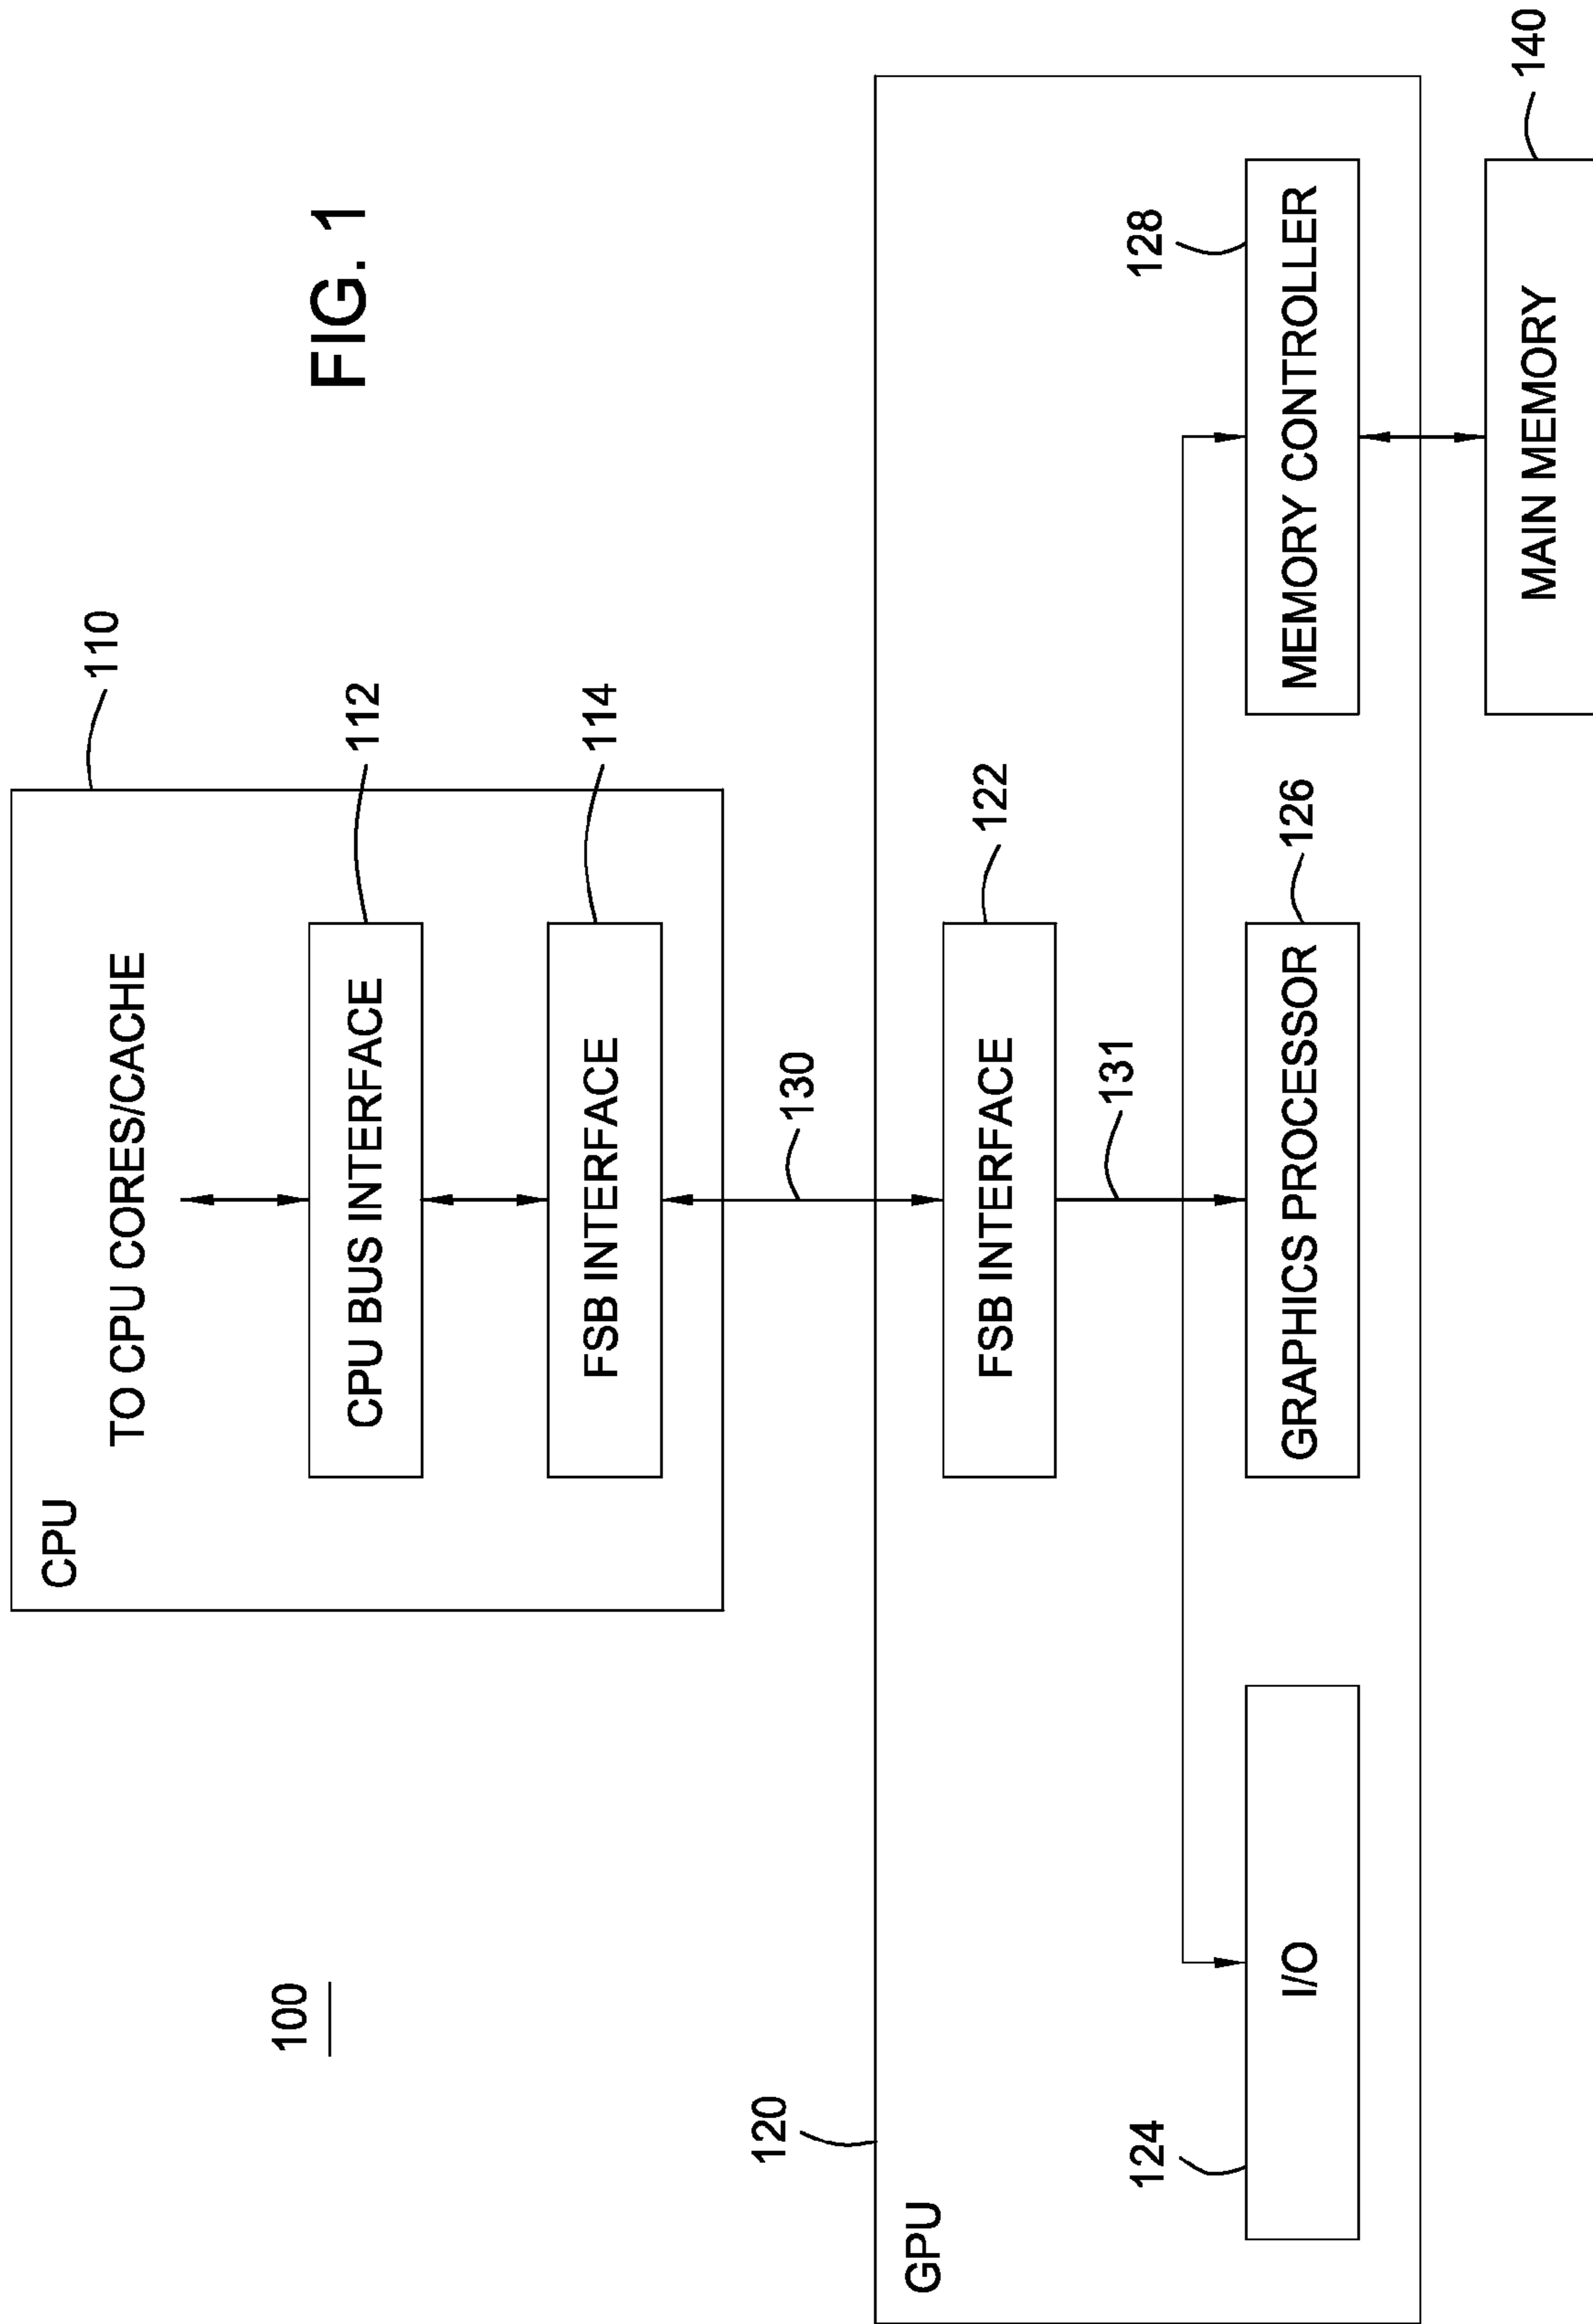 FIG. 1
100
CPU
110
TO CPU CORES/CACHE
CPU BUS INTERFACE
112
FSB INTERFACE
114
130
120
GPU
FSB INTERFACE
122
131
124
I/O
GRAPHICS PROCESSOR
126
128
MEMORY CONTROLLER
MAIN MEMORY
140